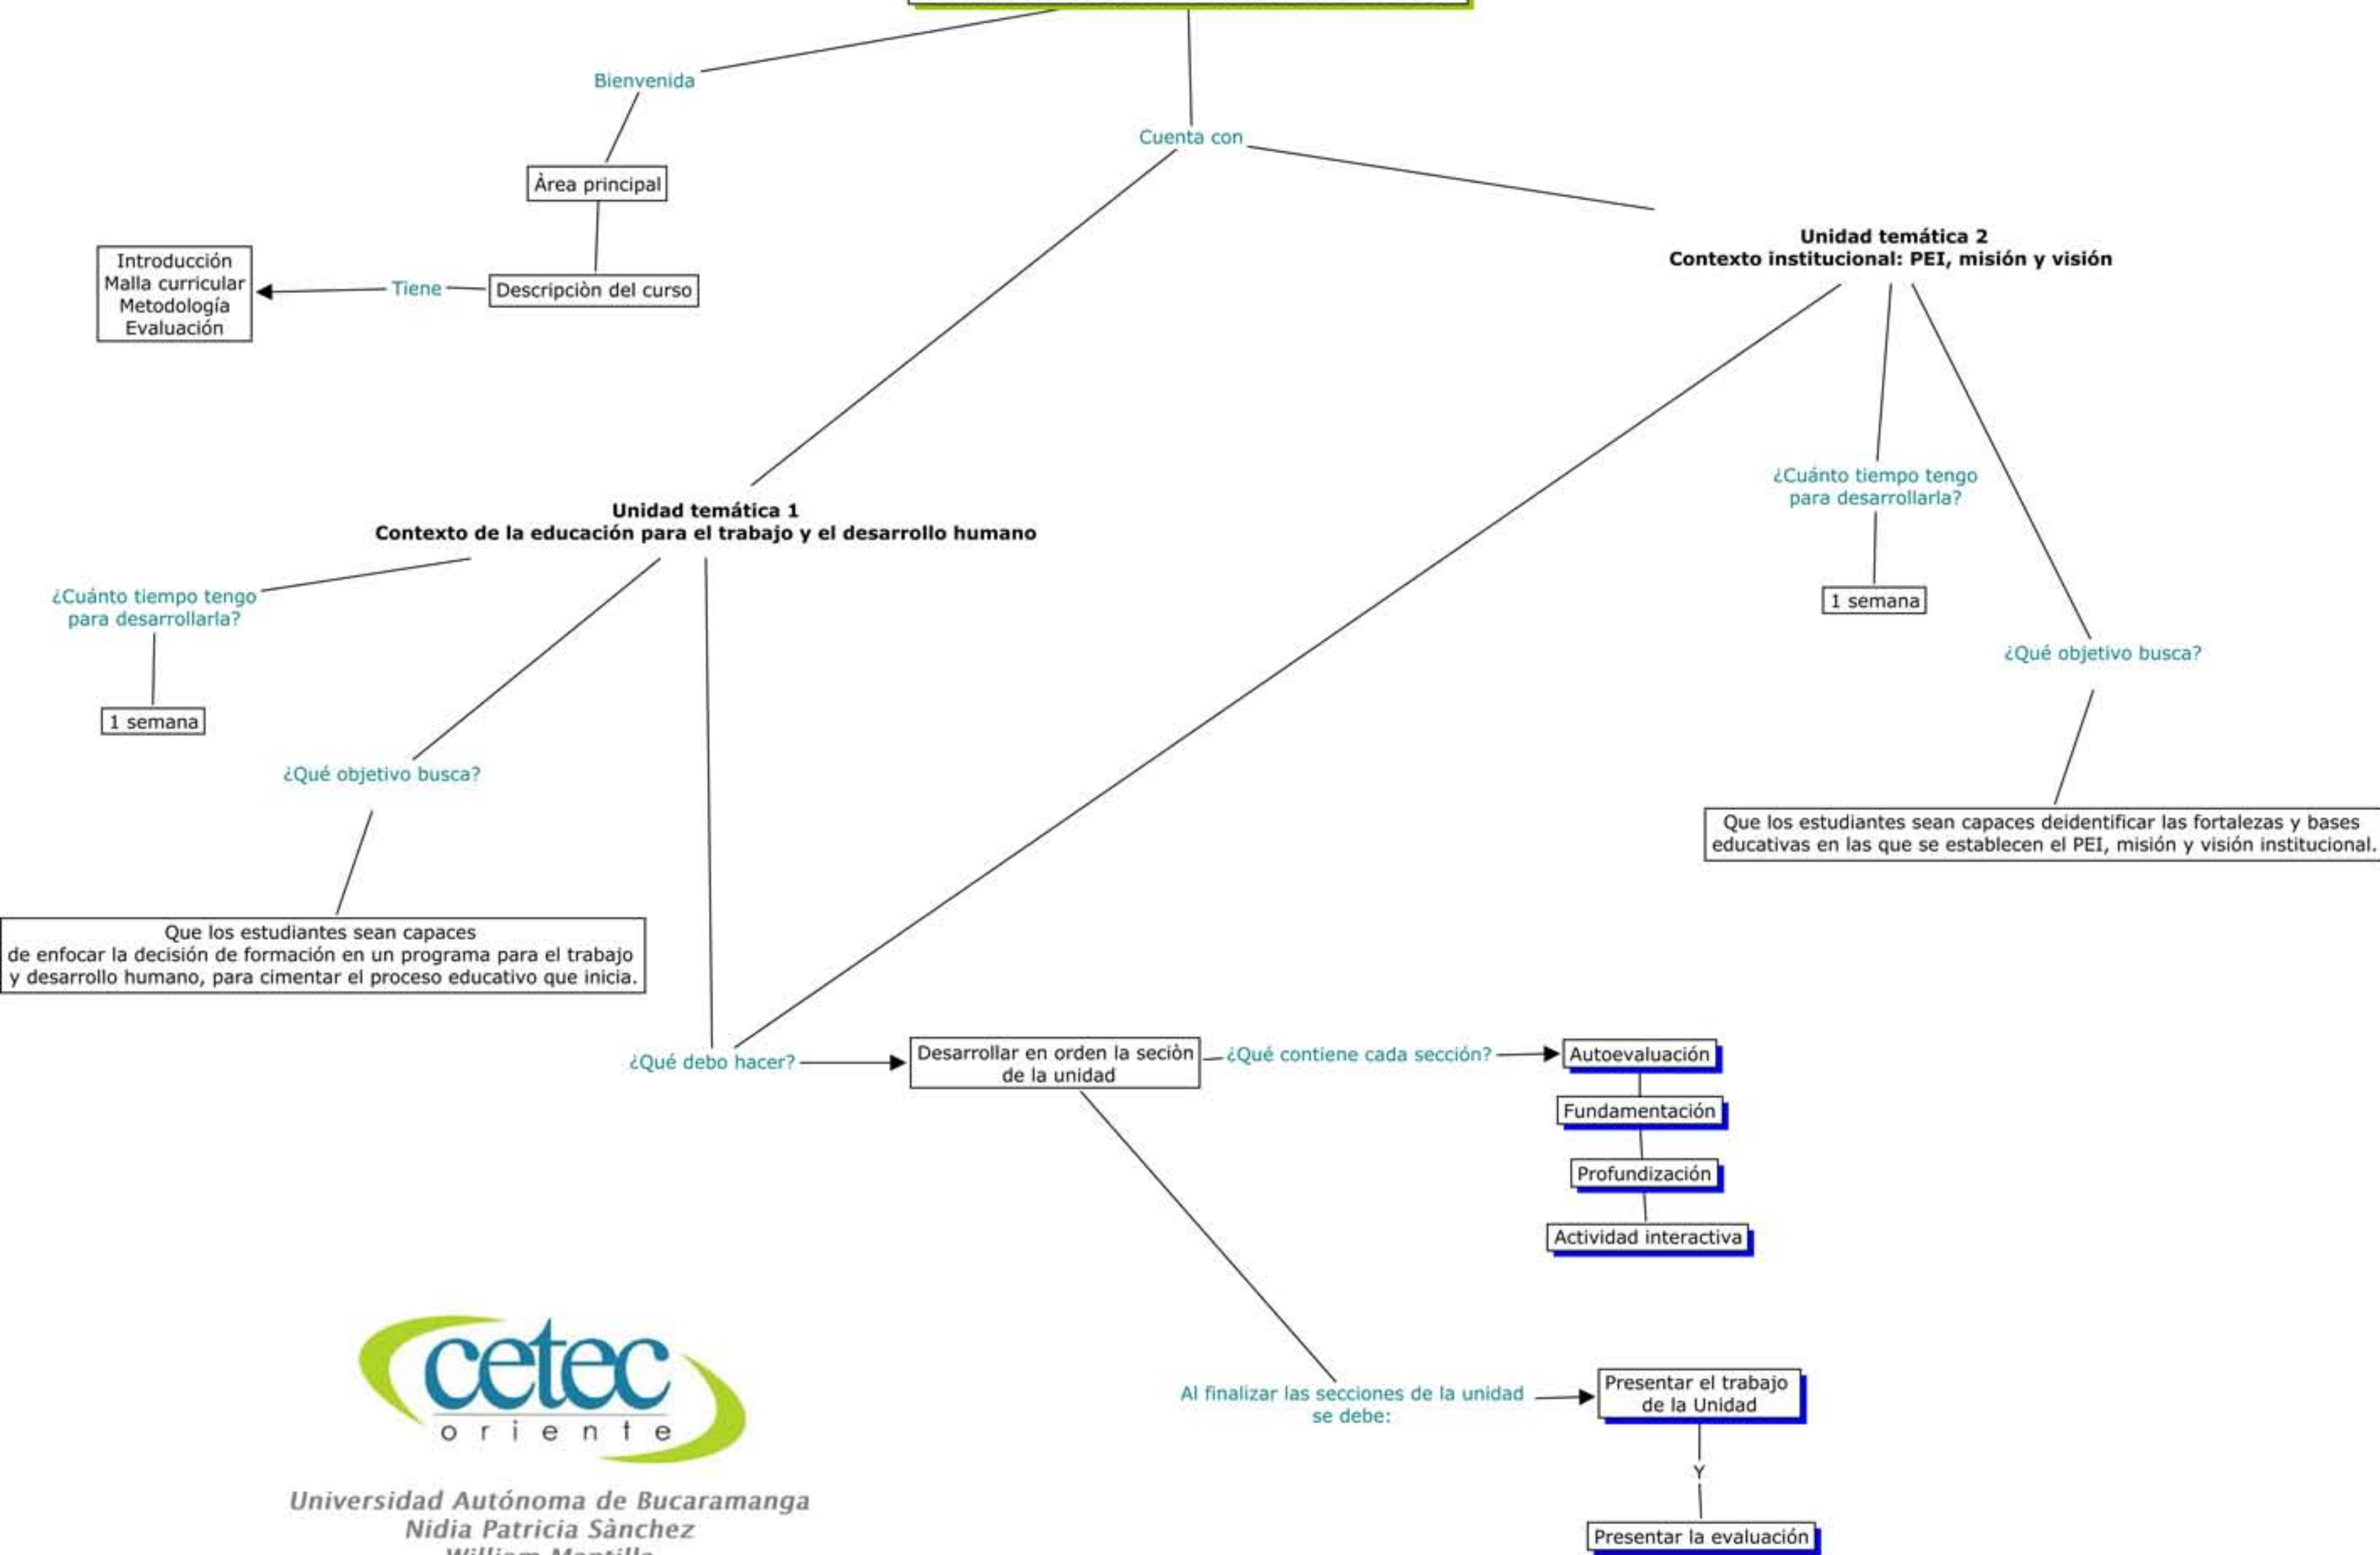 Bienvenida
Cuenta con
Àrea principal
Introducción
Malla curricular
Metodología
Evaluación
Tiene
Descripciòn del curso
Unidad temática 2
Contexto institucional: PEI, misión y visión
¿Cuánto tiempo tengo
para desarrollarla?
1 semana
¿Qué objetivo busca?
Que los estudiantes sean capaces deidentificar las fortalezas y bases
educativas en las que se establecen el PEI, misión y visión institucional.
Unidad temática 1
Contexto de la educación para el trabajo y el desarrollo humano
¿Cuánto tiempo tengo
para desarrollarla?
1 semana
¿Qué objetivo busca?
Que los estudiantes sean capaces
de enfocar la decisión de formación en un programa para el trabajo
y desarrollo humano, para cimentar el proceso educativo que inicia.
¿Qué debo hacer?
Desarrollar en orden la seciòn
de la unidad
¿Qué contiene cada sección?
Autoevaluación
Fundamentación
Profundización
Actividad interactiva
Al finalizar las secciones de la unidad
se debe:
Presentar el trabajo
de la Unidad
Y
Presentar la evaluación
cetec
oriente
Universidad Autónoma de Bucaramanga
Nidia Patricia Sànchez
William Mantilla